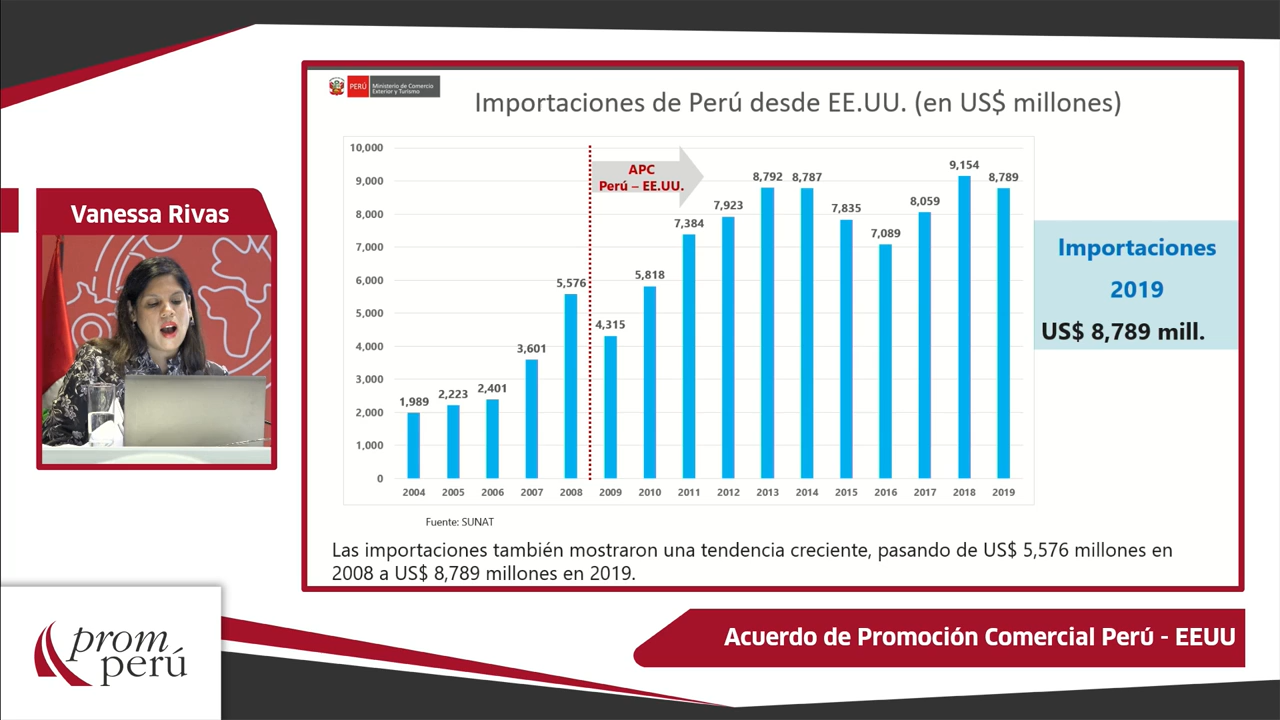 PERÚ
Ministerio de Comercio
Exterior y Turismo
Importaciones de Perú desde EE.UU. (en US$ millones)
Vanessa Rivas
10,000
9,000
8,000
7,000
6,000
5,000
4,000
3,000
2,000
1,000
0
APC
Perú – EE.UU.
1,989
2,223
2,401
3,601
5,576
4,315
5,818
7,384
7,923
8,792
8,787
7,835
7,089
8,059
9,154
8,789
2004 2005 2006 2007 2008 2009 2010 2011 2012 2013 2014 2015 2016 2017 2018 2019
Importaciones
2019
US$ 8,789 mill.
Fuente: SUNAT
Las importaciones también mostraron una tendencia creciente, pasando de US$ 5,576 millones en
2008 a US$ 8,789 millones en 2019.
prom
perú
Acuerdo de Promoción Comercial Perú - EEUU